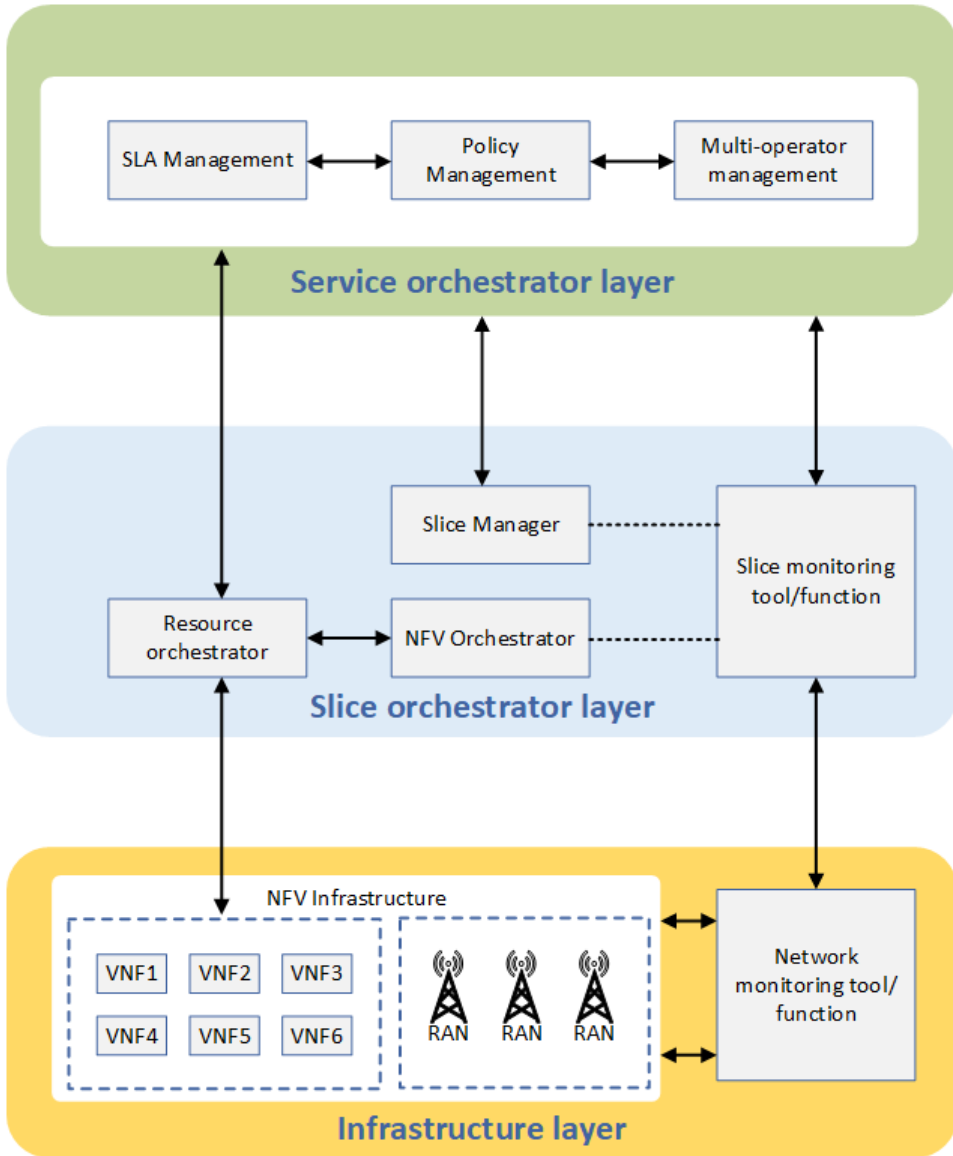 SLA Management
Policy
Management
Multi-operator
management
Service orchestrator layer
Slice Manager
Slice monitoring
tool/function
Resource
orchestrator
NFV Orchestrator
Slice orchestrator layer
NFV Infrastructure
VNF1
VNF2
VNF3
VNF4
VNF5
VNF6
RAN
RAN
RAN
Network
monitoring tool/
function
Infrastructure layer